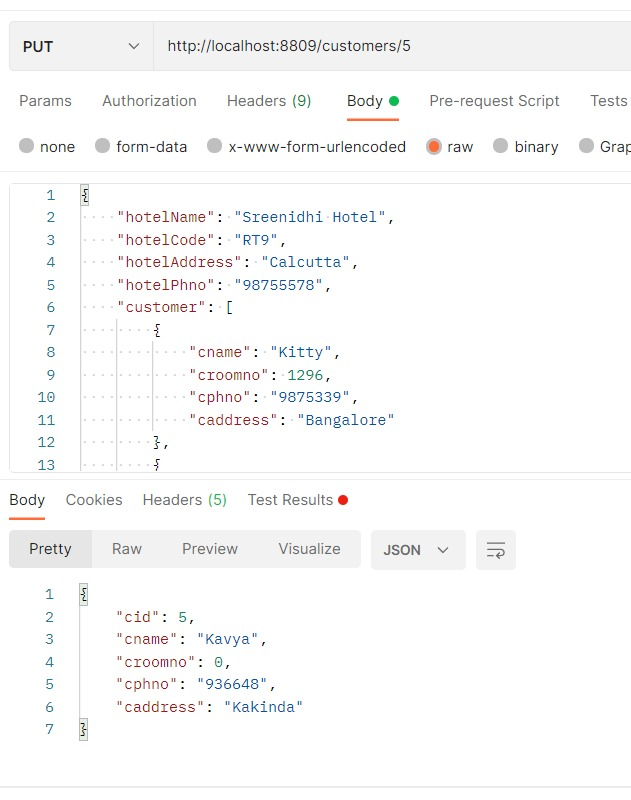 PUT http://localhost:8809/customers/5
Params Authorization Headers (9) Body Pre-request Script Tests
none form-data x-www-form-urlencoded raw binary Grap
1 {
2 "hotelName": "Sreenidhi Hotel",
3 "hotelCode": "RT9",
4 "hotelAddress": "Calcutta",
5 "hotelPhno": "98755578",
6 "customer": [
7 {
8 "cname": "Kitty",
9 "croomno": 1296,
10 "cphno": "9875339",
11 "caddress": "Bangalore"
12 },
13 {
Body Cookies Headers (5) Test Results
Pretty Raw Preview Visualize JSON
1 {
2 "cid": 5,
3 "cname": "Kavya",
4 "croomno": 0,
5 "cphno": "936648",
6 "caddress": "Kakinda"
7 }